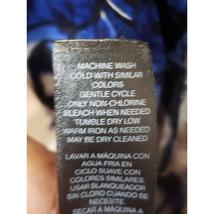 MACHINE WASH
COLD WITH SIMILAR
COLORS
GENTLE CYCLE
ONLY NON-CHLORINE
BLEACH WHEN NEEDED
TUMBLE DRY LOW
WARM IRON AS NEEDED
MAY BE DRY CLEANED
LAVAR A MÁQUINA CON
AGUA FRIA EN
CICLO SUAVE CON
COLORES SIMILARES.
USAR BLANQUEADOR
SIN CLORO CUANDO SE
NECESITE
SECAR A MÁQUINA A